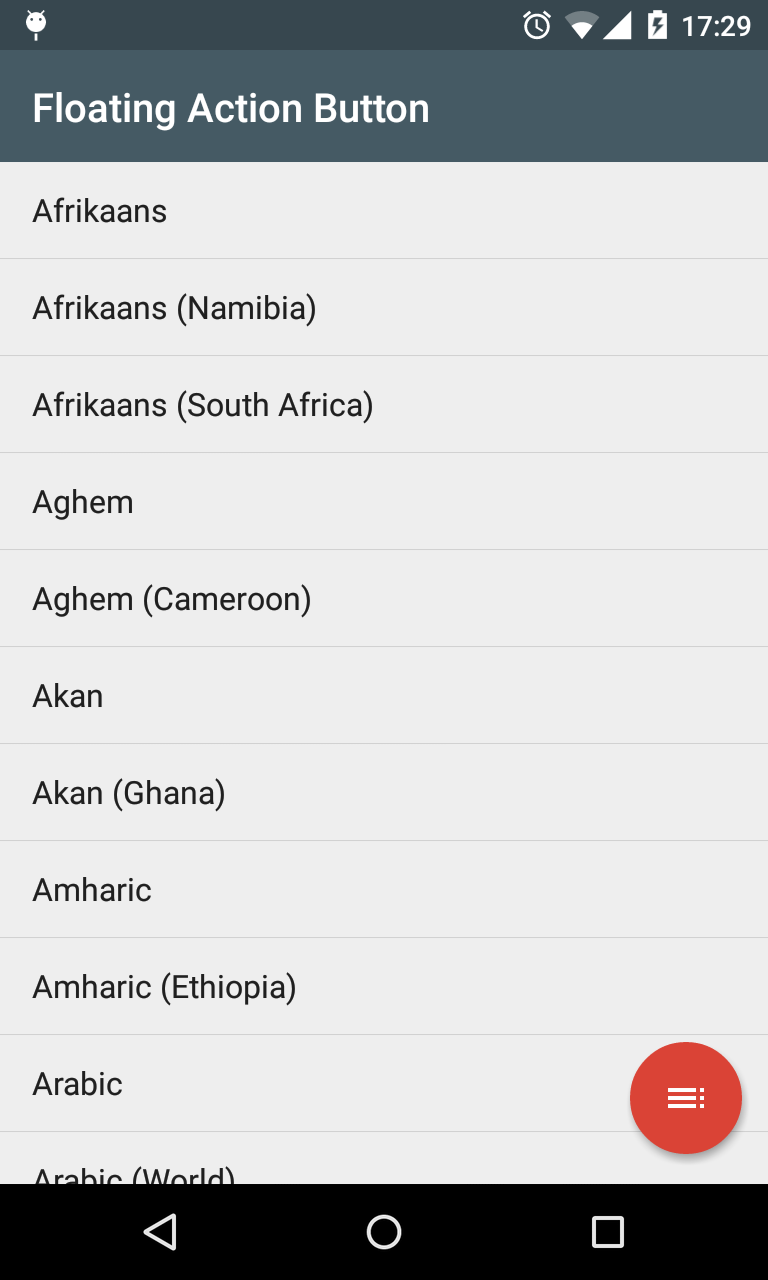 17:29
Floating Action Button
Afrikaans
Afrikaans (Namibia)
Afrikaans (South Africa)
Aghem
Aghem (Cameroon)
Akan
Akan (Ghana)
Amharic
Amharic (Ethiopia)
Arabic
Arabic (World)